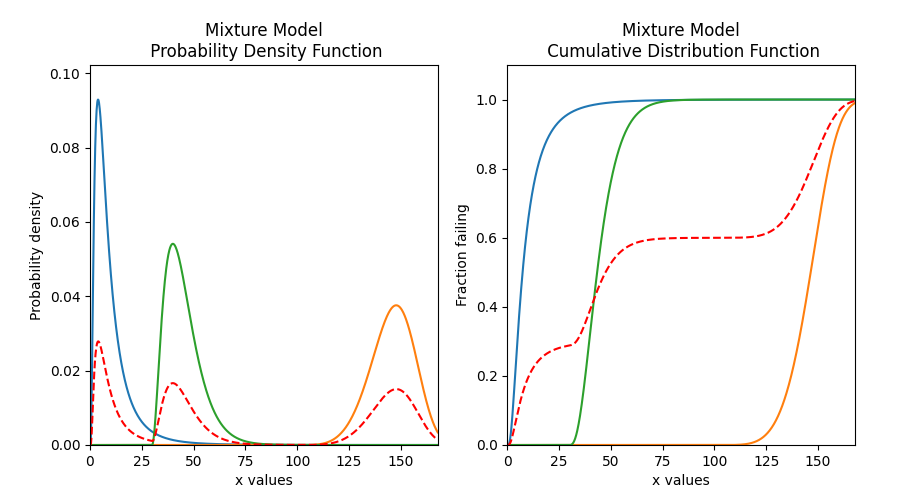 Mixture Model
Probability Density Function
0.10
0.08
0.06
0.04
0.02
0.00
Probability density
0 25 50 75 100 125 150
x values
Mixture Model
Cumulative Distribution Function
1.0
0.8
0.6
0.4
0.2
0.0
Fraction failing
0 25 50 75 100 125 150
x values